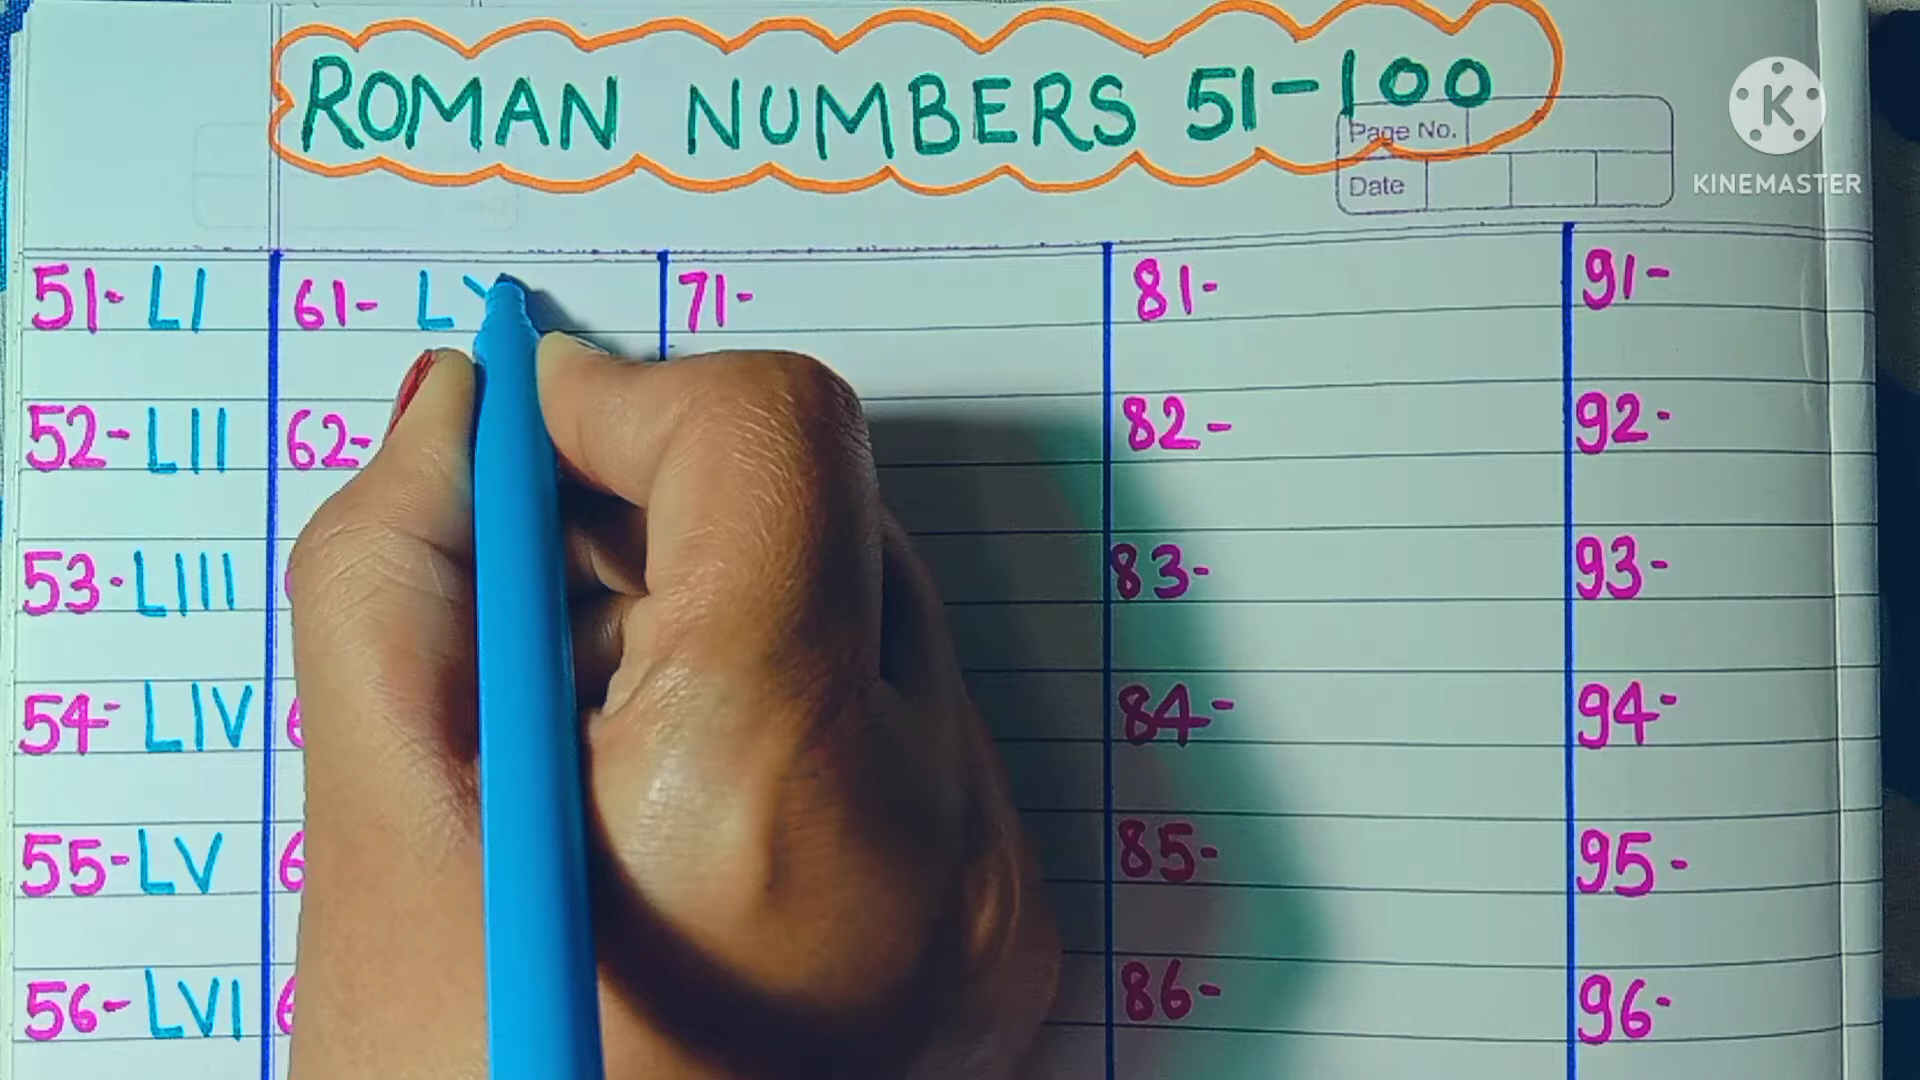 ROMAN NUMBERS 51-100
Page No.
Date
KINEMASTER
51- LI 61- L 71- 81- 91-
52- LII 62- 82- 92-
53- LIII 83- 93-
54- LIV 84- 94-
55- LV 85- 95-
56- LVI 86- 96-